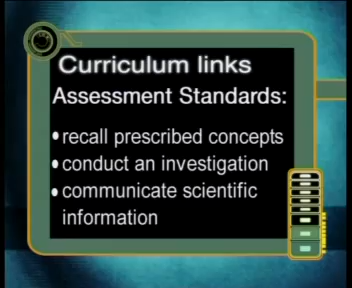 Curriculum links
Assessment Standards:
• recall prescribed concepts
• conduct an investigation
• communicate scientific
information